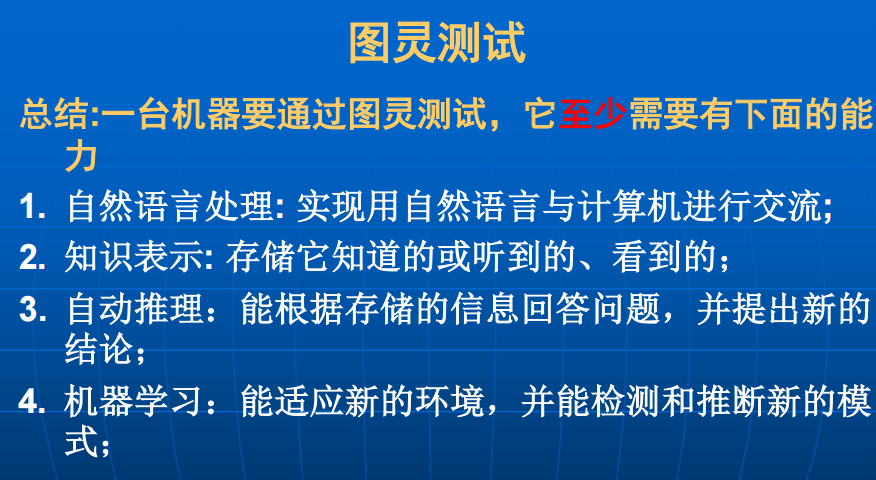 图灵测试
总结:一台机器要通过图灵测试，它至少需要有下面的能
力
1. 自然语言处理: 实现用自然语言与计算机进行交流;
2. 知识表示: 存储它知道的或听到的、看到的；
3. 自动推理：能根据存储的信息回答问题，并提出新的
结论；
4. 机器学习：能适应新的环境，并能检测和推断新的模
式；